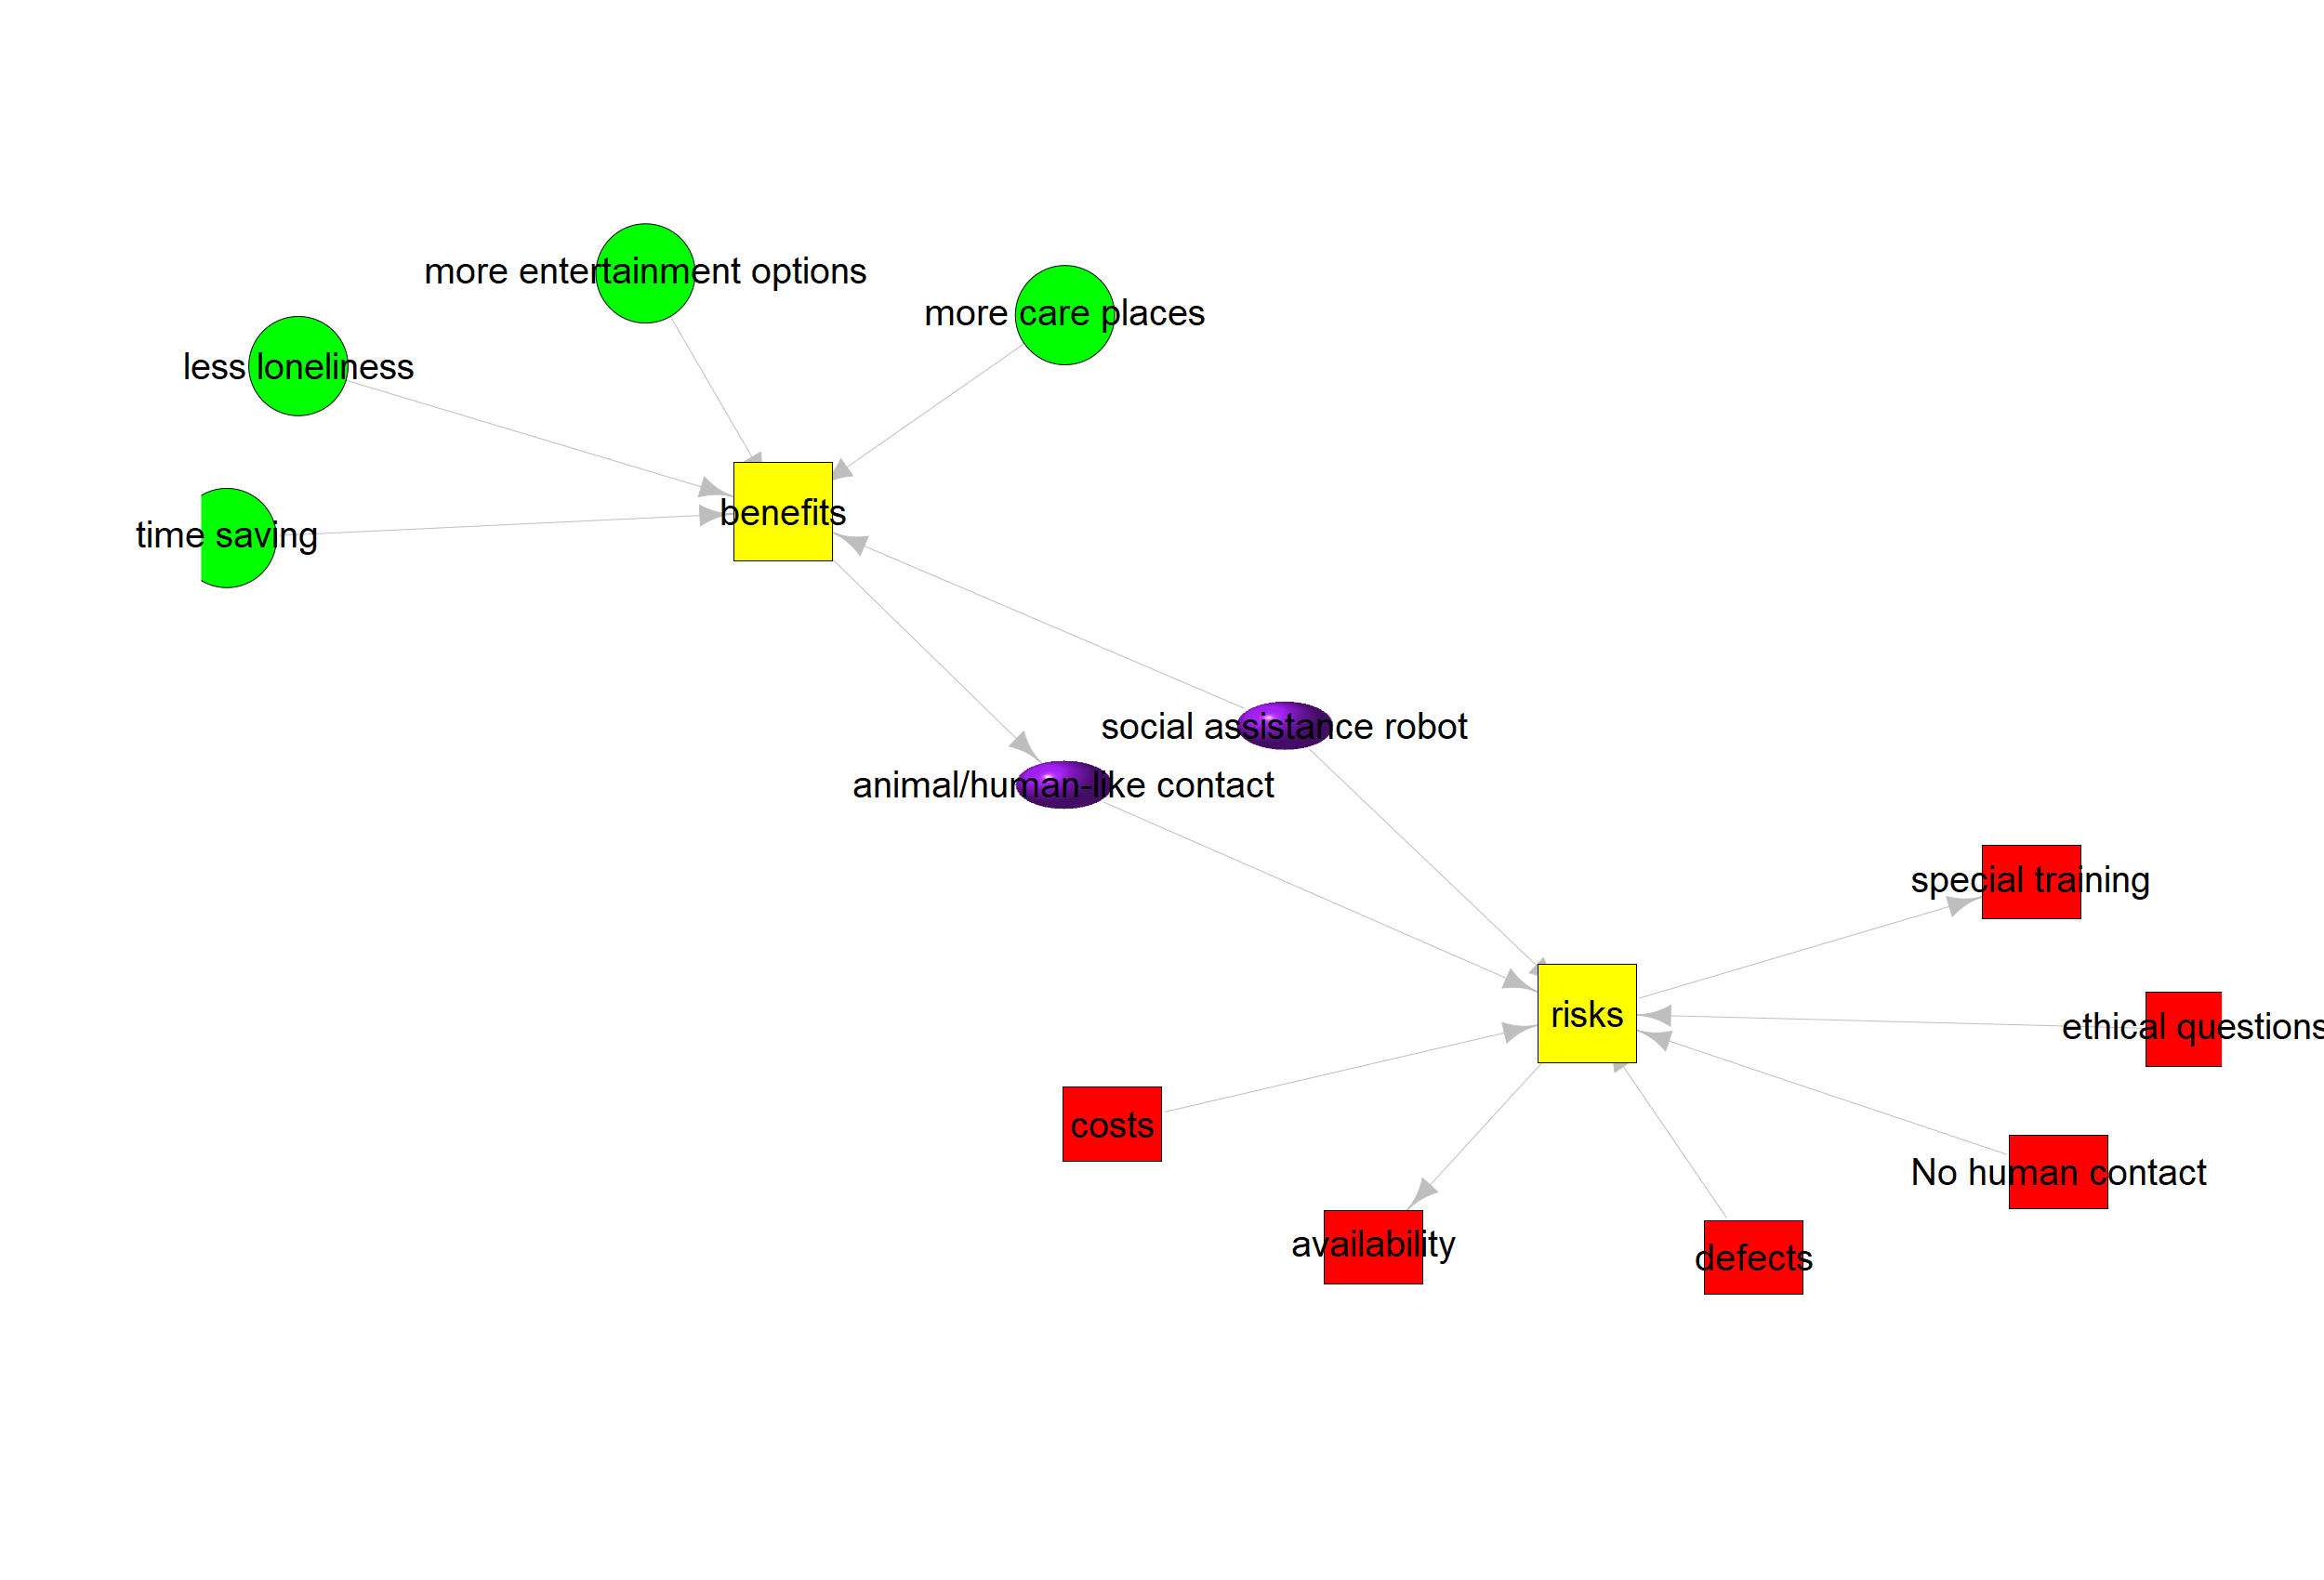 more entertainment options
more care places
less loneliness
benefits
time saving
social assistance robot
animal/human-like contact
special training
risks
ethical questions
costs
No human contact
availability
defects